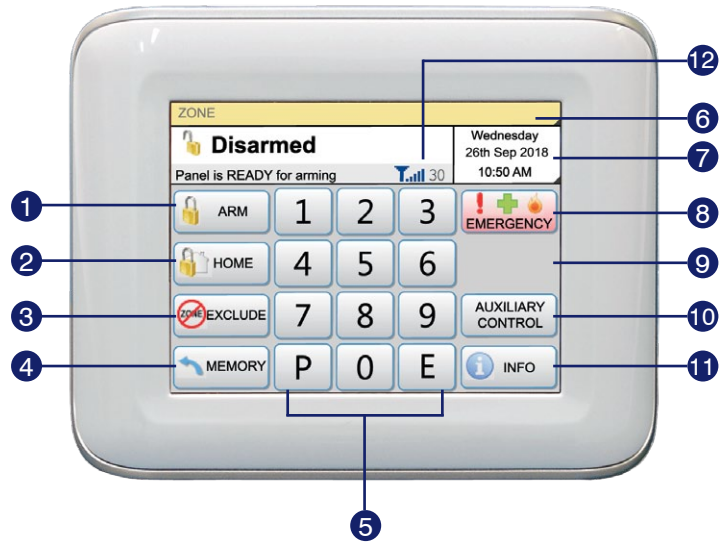 12
ZONE
6
Disarmed
Wednesday
26th Sep 2018
10:50 AM
7
Panel is READY for arming
30
1
ARM
1
2
3
EMERGENCY
8
2
HOME
4
5
6
9
3
ZONE
EXCLUDE
7
8
9
AUXILIARY
CONTROL
10
4
MEMORY
P
0
E
i
INFO
11
5